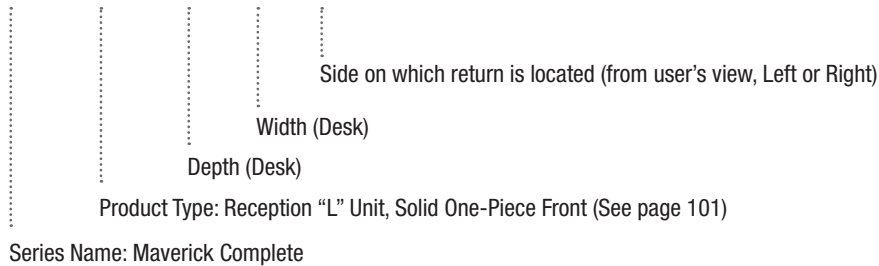 Side on which return is located (from user's view, Left or Right)
Width (Desk)
Depth (Desk)
Product Type: Reception “L” Unit, Solid One-Piece Front (See page 101)
Series Name: Maverick Complete